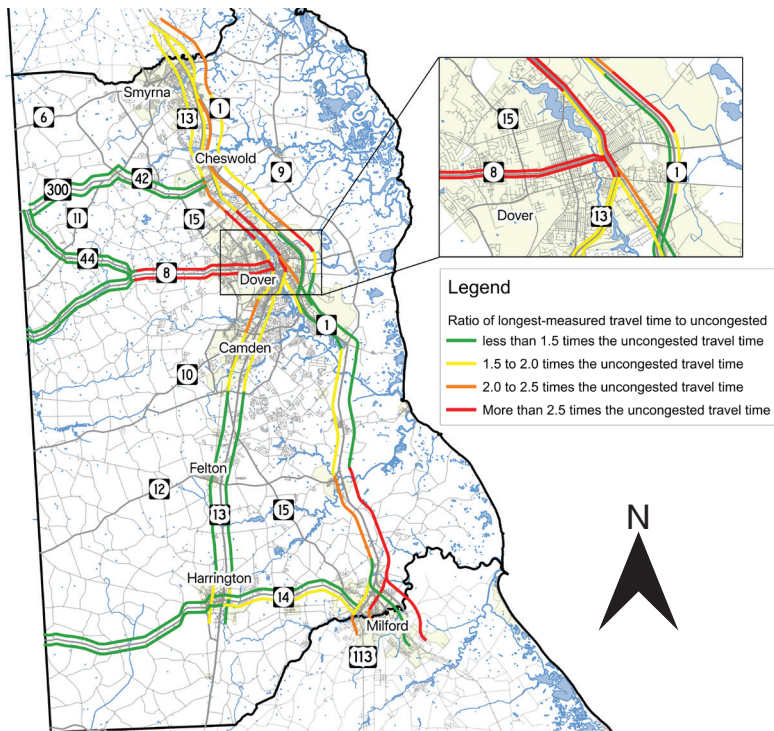 Smyrna
6
13
1
Cheswold
9
42
300
11
15
44
8
Dover
1
Camden
10
Felton
12
13
15
Harrington
14
Milford
113
15
8
1
Dover
13
Legend
Ratio of longest-measured travel time to uncongested
less than 1.5 times the uncongested travel time
1.5 to 2.0 times the uncongested travel time
2.0 to 2.5 times the uncongested travel time
More than 2.5 times the uncongested travel time
N